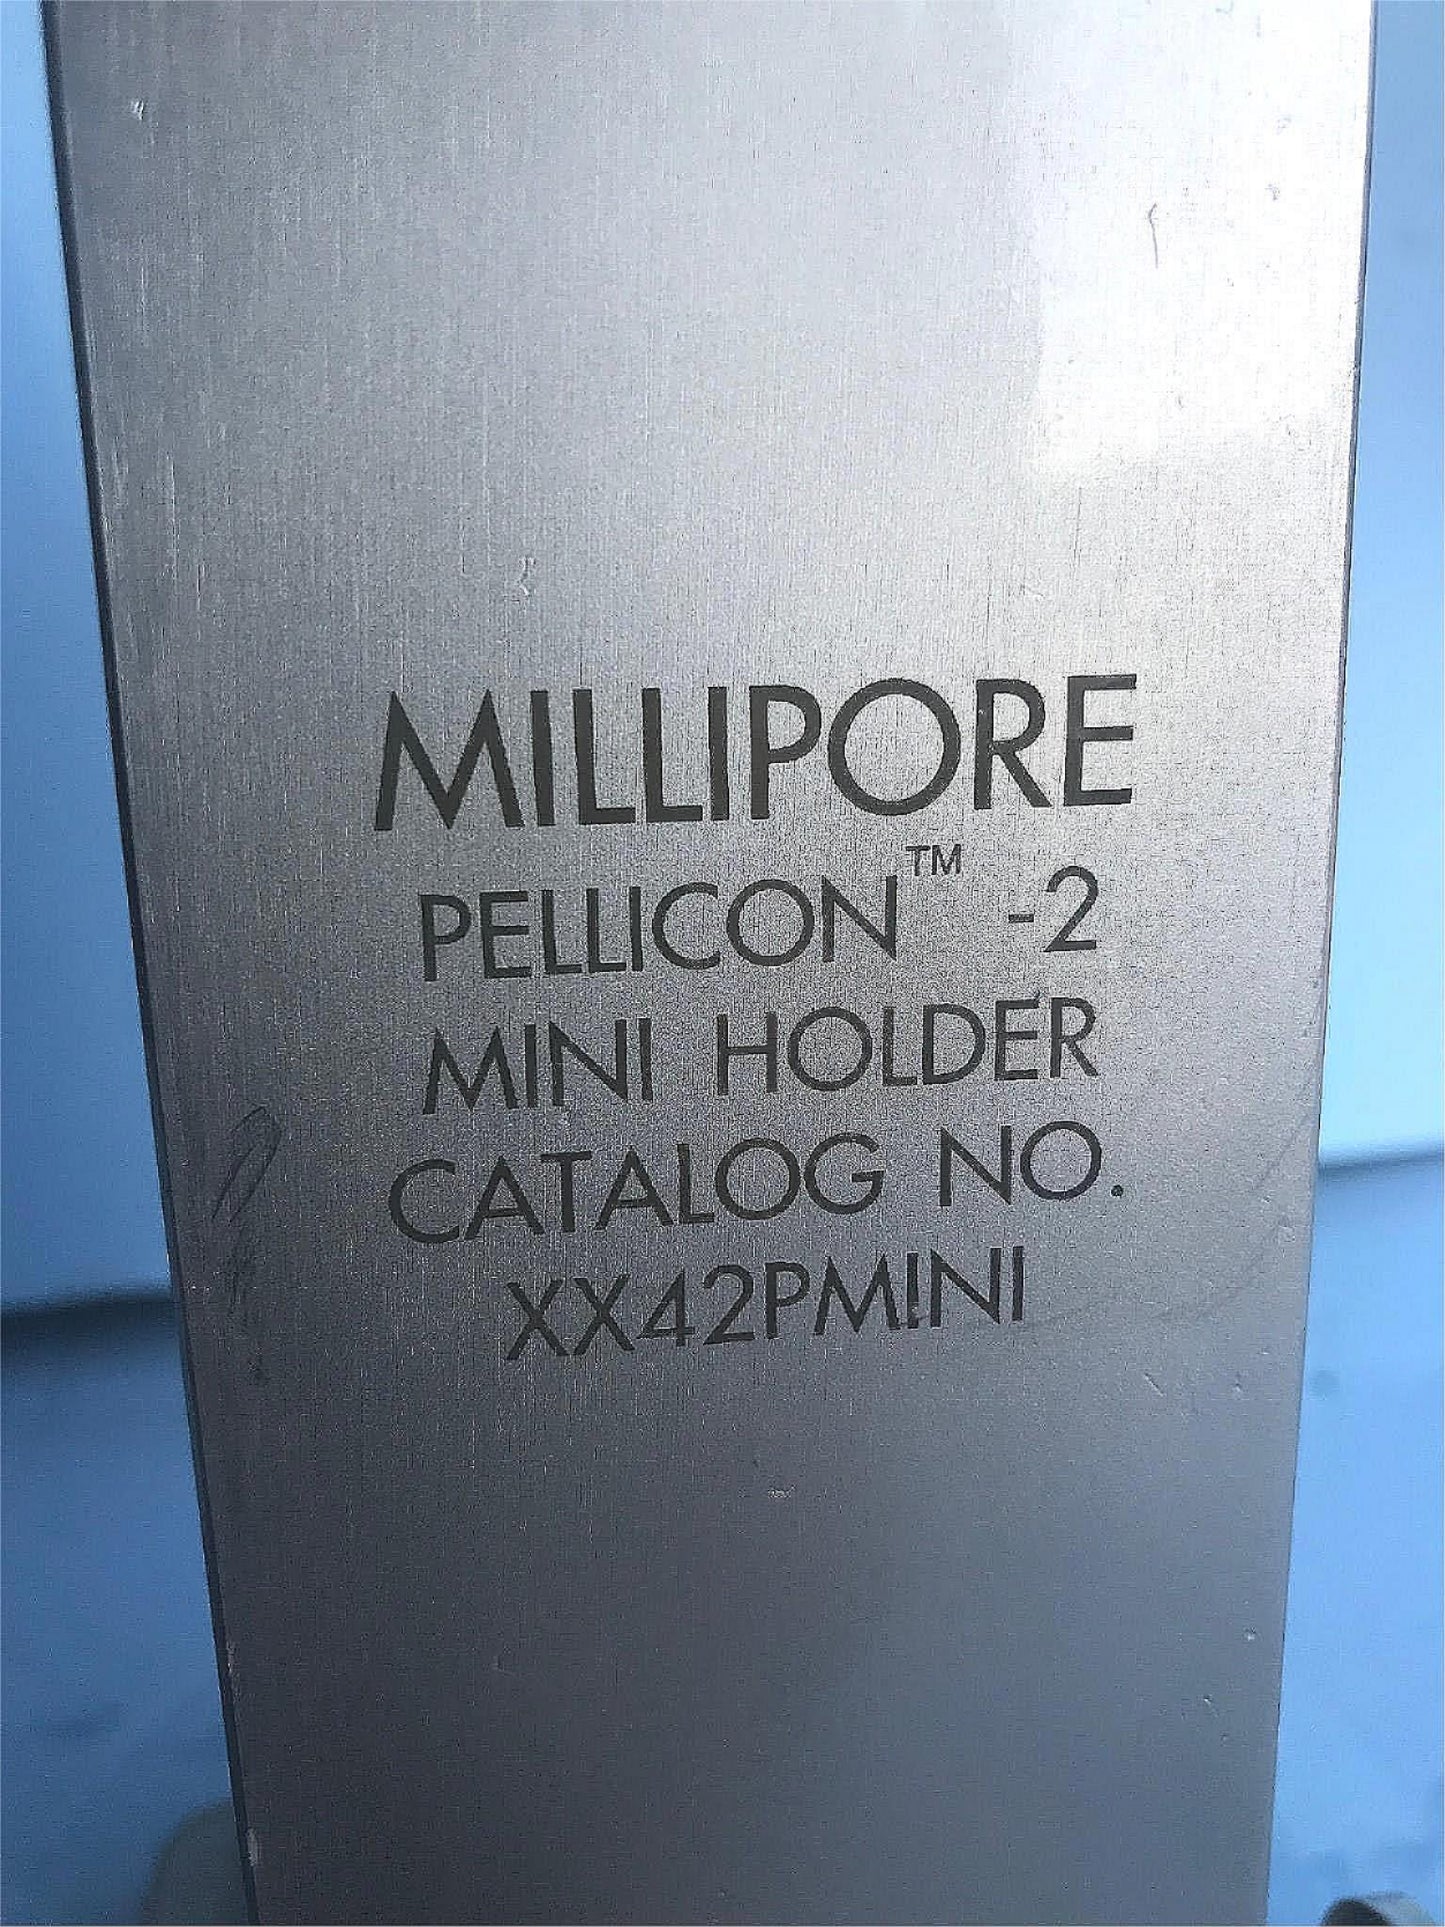 MILLIPORE
PELLICON™ -2
MINI HOLDER
CATALOG NO.
XX42PMINI